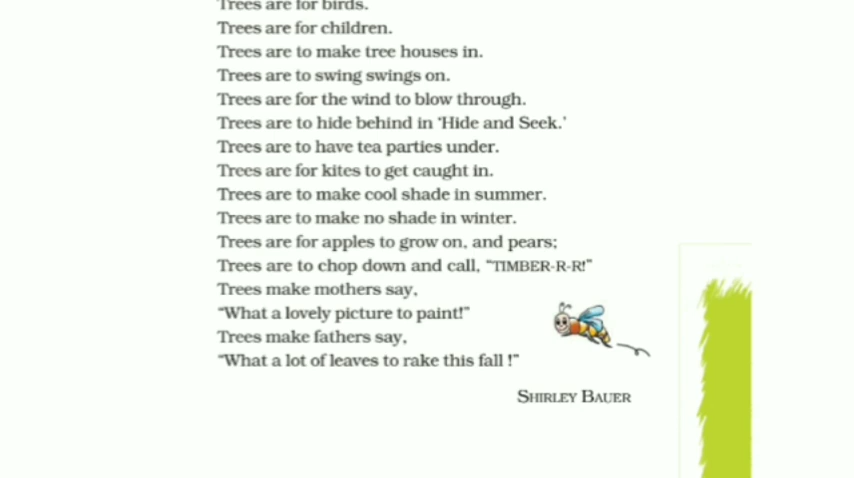 Trees are for birds.
Trees are for children.
Trees are to make tree houses in.
Trees are to swing swings on.
Trees are for the wind to blow through.
Trees are to hide behind in ‘Hide and Seek.’
Trees are to have tea parties under.
Trees are for kites to get caught in.
Trees are to make cool shade in summer.
Trees are to make no shade in winter.
Trees are for apples to grow on, and pears;
Trees are to chop down and call, “TIMBER-R-R!”
Trees make mothers say,
“What a lovely picture to paint!”
Trees make fathers say,
“What a lot of leaves to rake this fall !”
SHIRLEY BAUER